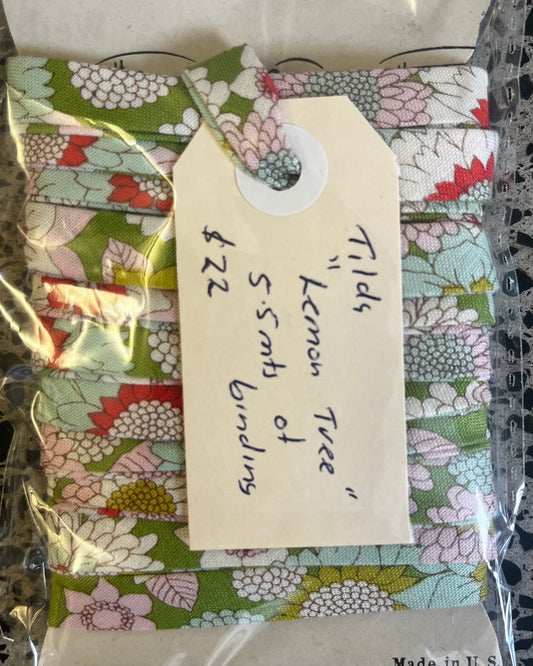 Tilda
"Lemon Tree"
5.5mts of binding
$22
Made in U.S.